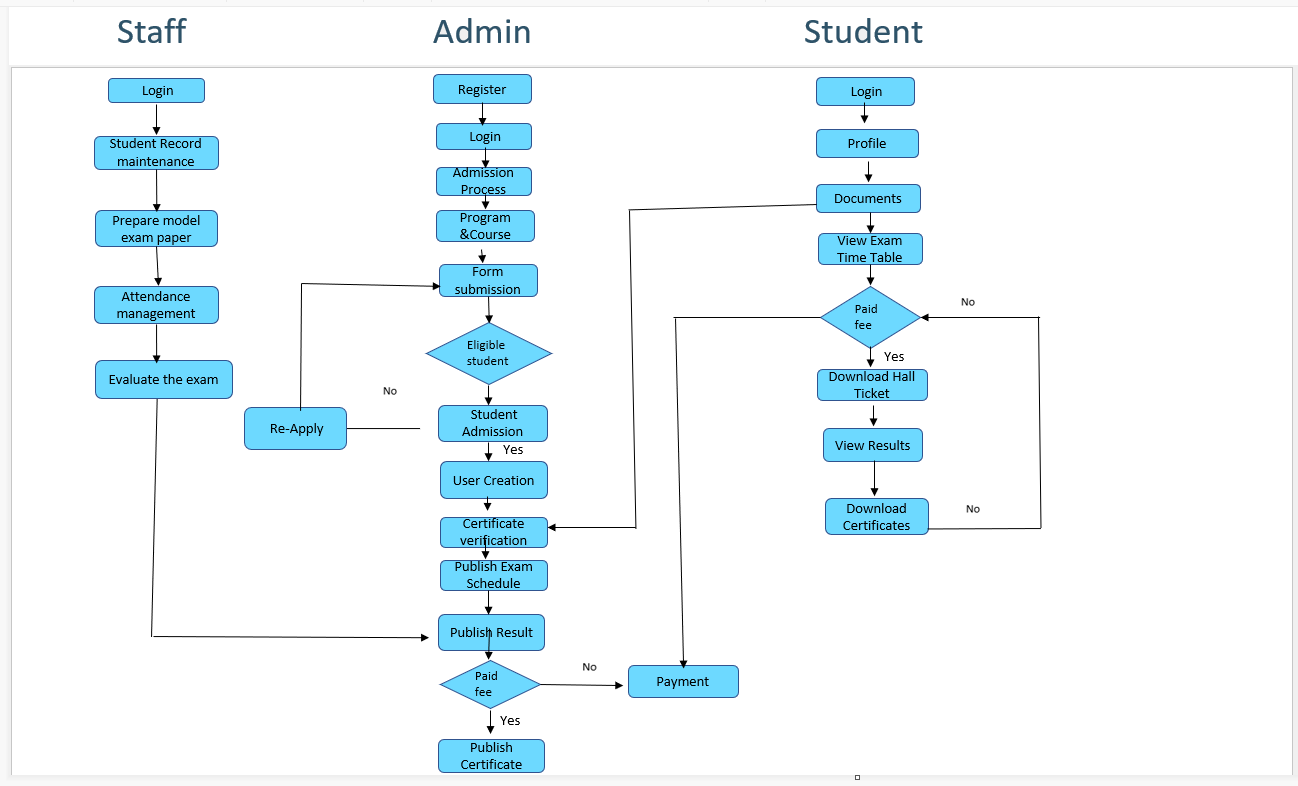 Staff
Admin
Student
Login
Student Record
maintenance
Prepare model
exam paper
Attendance
management
Evaluate the exam
Register
Login
Admission
Process
Program
&Course
Form
submission
Eligible
student
No
Re-Apply
Student
Admission
Yes
User Creation
Certificate
verification
Publish Exam
Schedule
Publish Result
Paid
fee
No
Payment
Yes
Publish
Certificate
Login
Profile
Documents
View Exam
Time Table
Paid
fee
No
Yes
Download Hall
Ticket
View Results
Download
Certificates
No